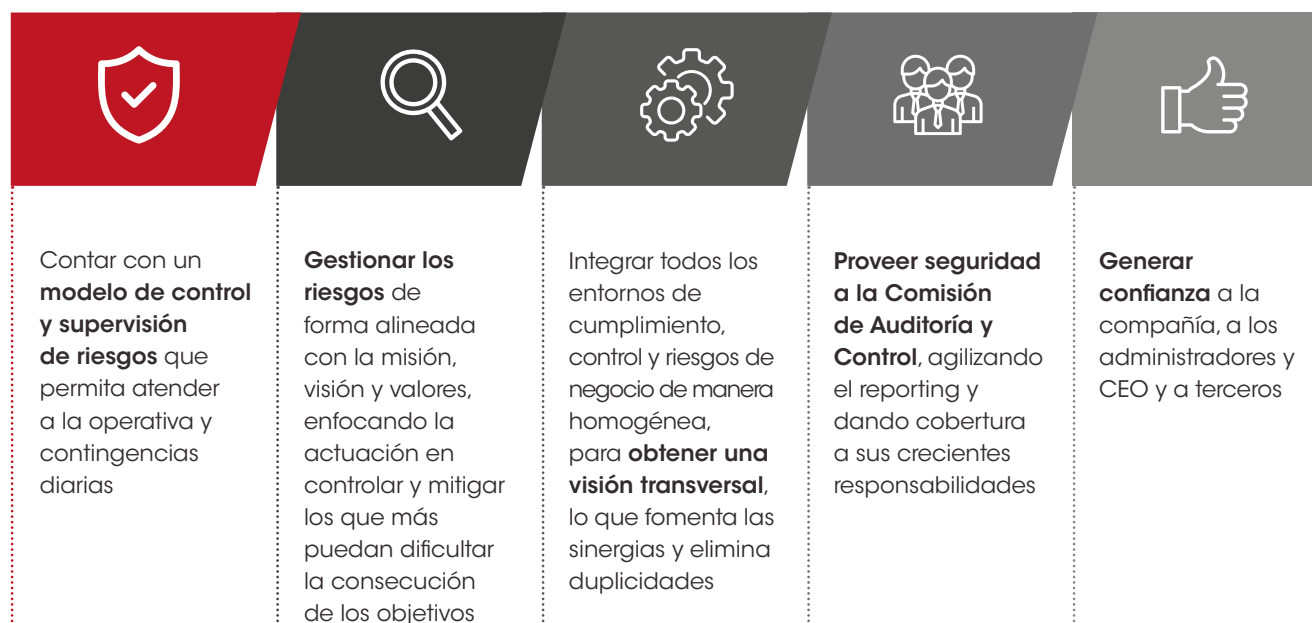 Contar con un
modelo de control
y supervisión
de riesgos que
permita atender
a la operativa y
contingencias
diarias
Gestionar los
riesgos de
forma alineada
con la misión,
visión y valores,
enfocando la
actuación en
controlar y mitigar
los que más
puedan dificultar
la consecución
de los objetivos
Integrar todos los
entornos de
cumplimiento,
control y riesgos de
negocio de manera
homogénea,
para obtener una
visión transversal,
lo que fomenta las
sinergias y elimina
duplicidades
Proveer seguridad
a la Comisión
de Auditoría y
Control, agilizando
el reporting y
dando cobertura
a sus crecientes
responsabilidades
Generar
confianza a la
compañía, a los
administradores y
CEO y a terceros